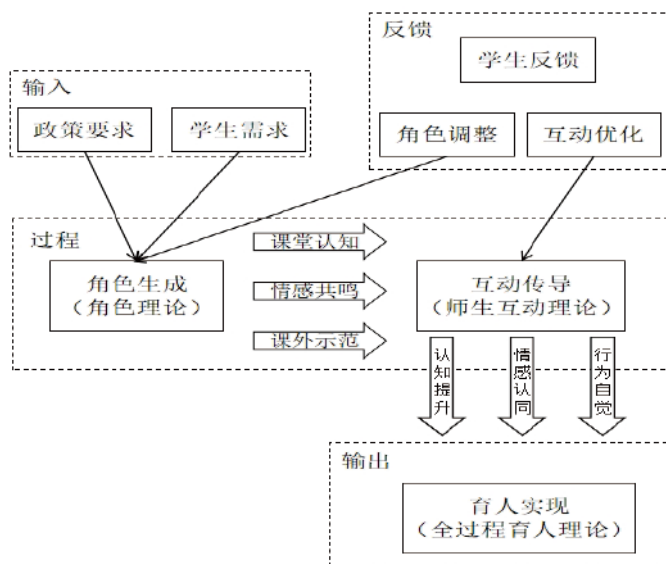 反馈
学生反馈
输入
政策要求
学生需求
角色调整
互动优化
过程
课堂认知
角色生成
（角色理论）
情感共鸣
互动传导
（师生互动理论）
课外示范
认知提升
情感认同
行为自觉
输出
育人实现
（全过程育人理论）